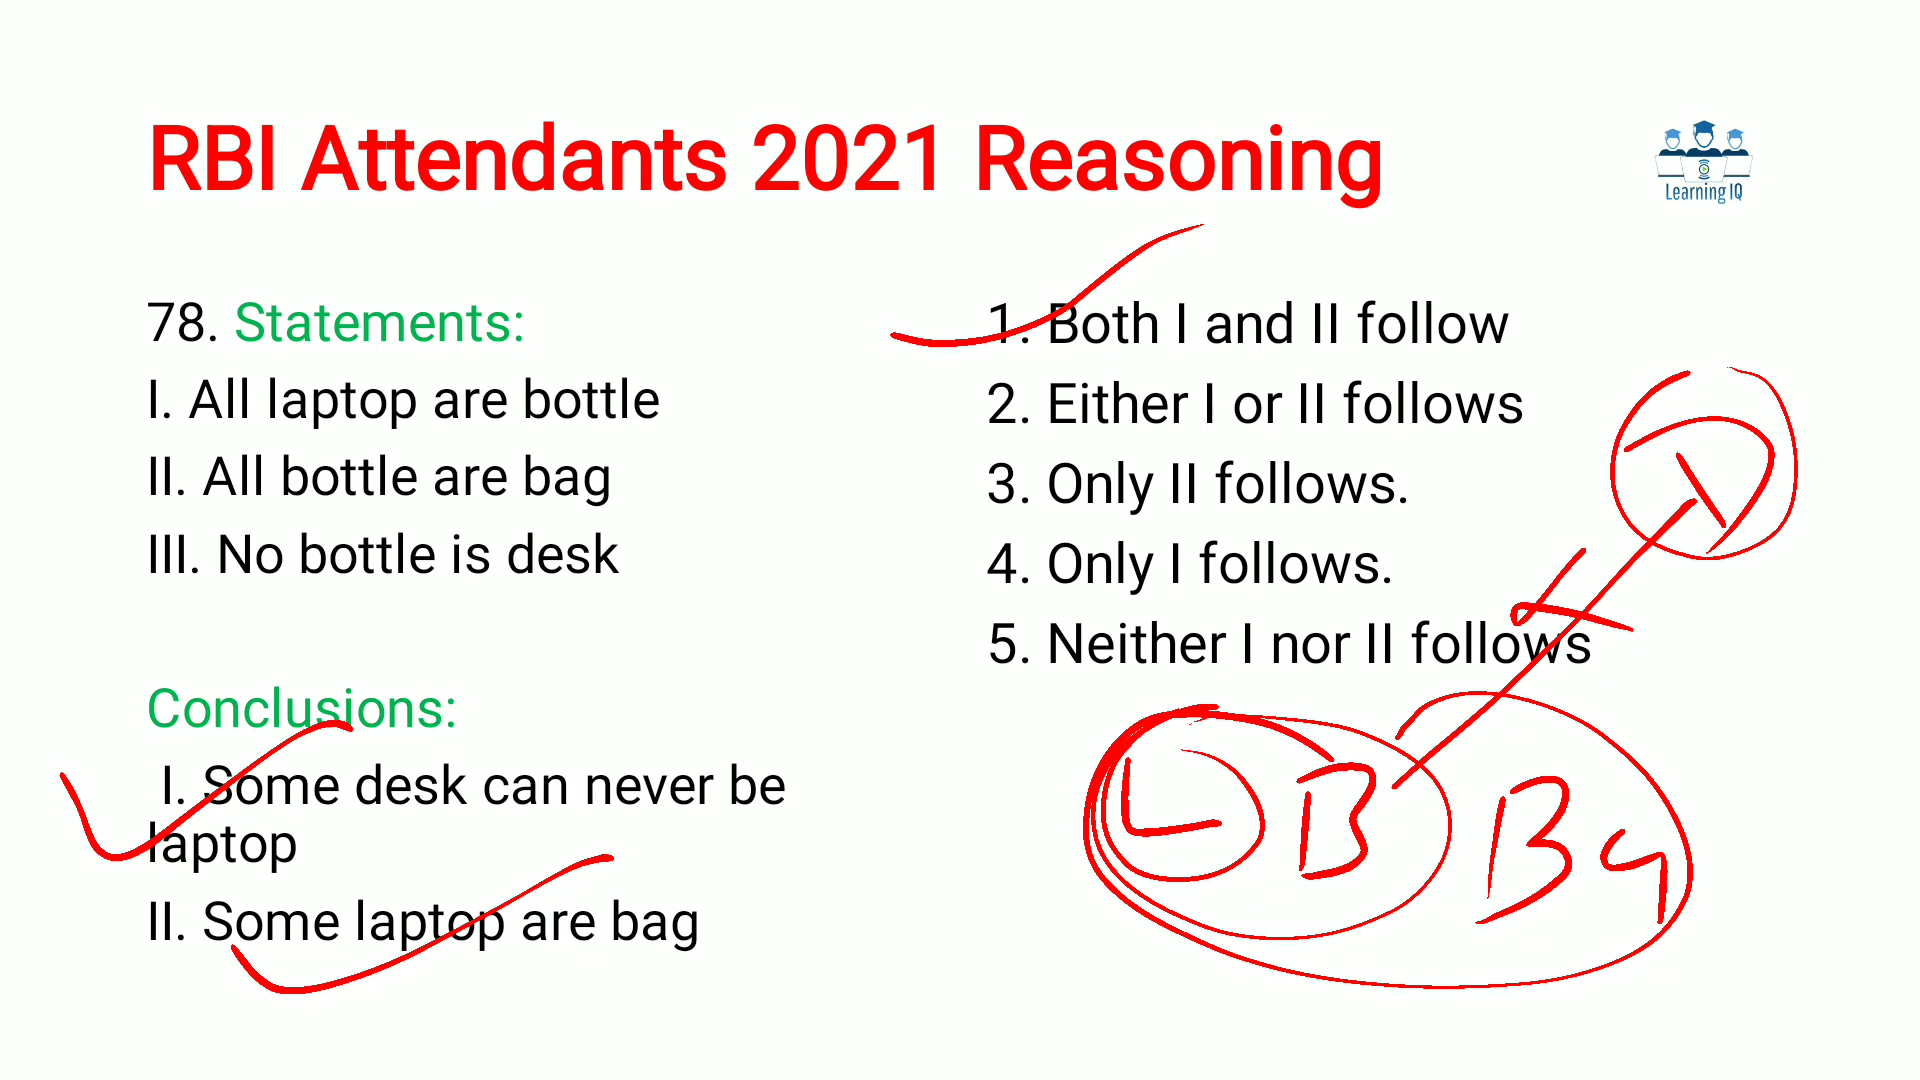 RBI Attendants 2021 Reasoning
Learning IQ
78. Statements:
I. All laptop are bottle
II. All bottle are bag
III. No bottle is desk
Conclusions:
I. Some desk can never be
laptop
II. Some laptop are bag
1. Both I and II follow
2. Either I or II follows
3. Only II follows.
4. Only I follows.
5. Neither I nor II follows
D
L B B